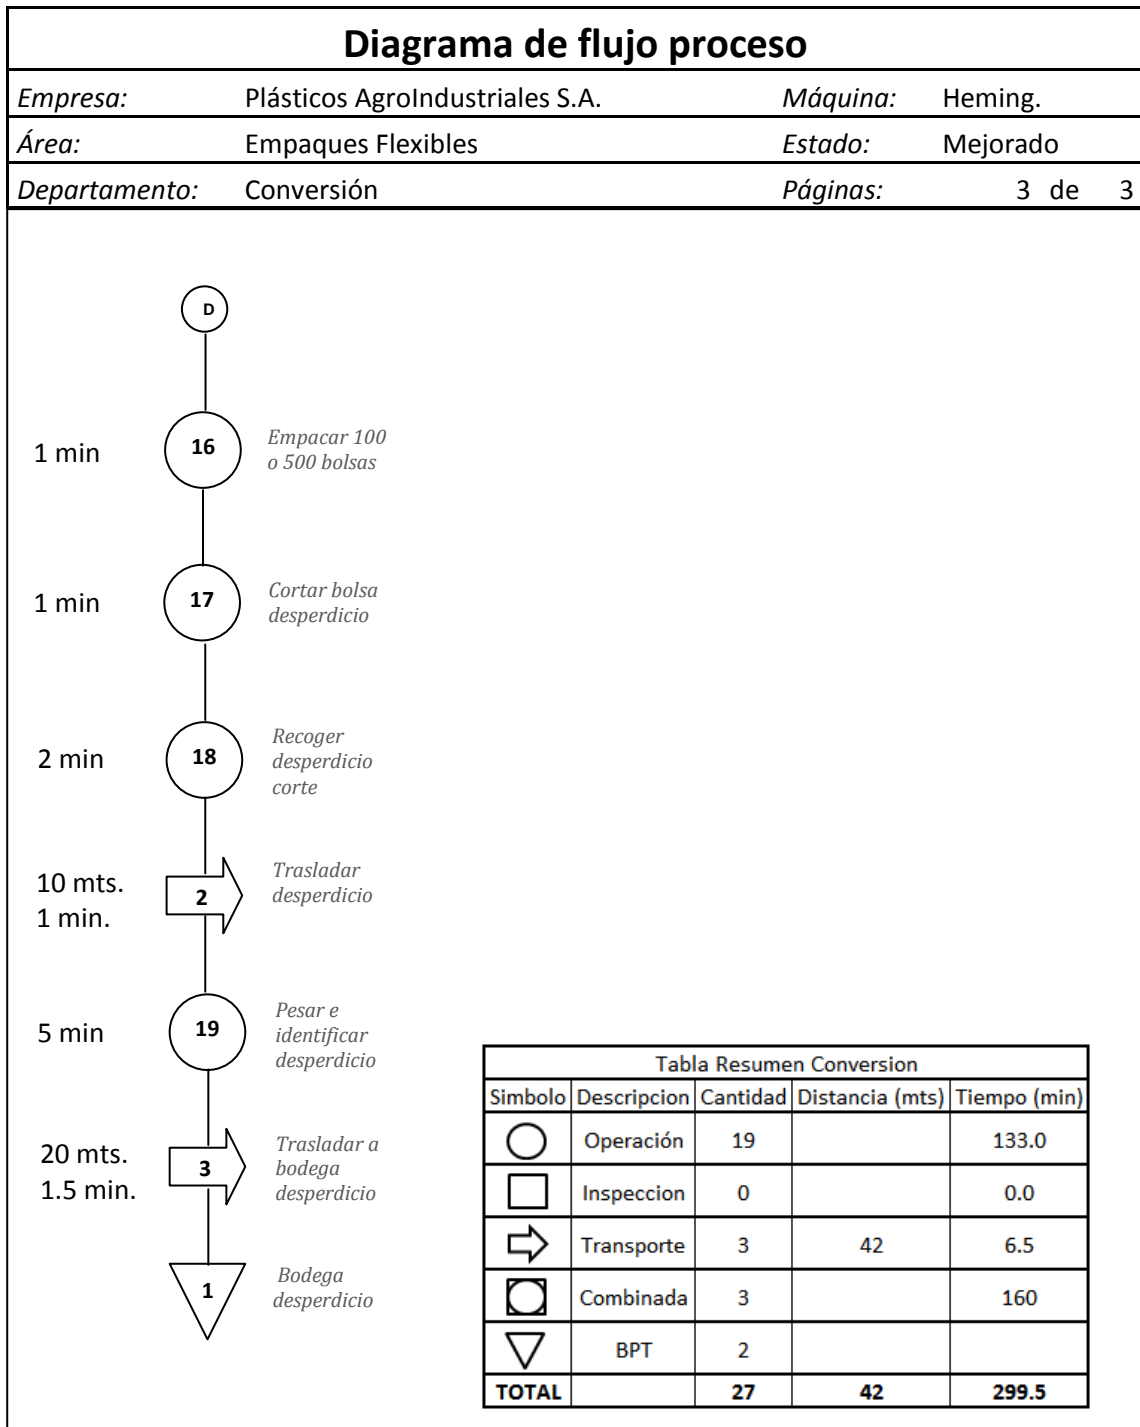 Diagrama de flujo proceso
Empresa: Plásticos AgroIndustriales S.A. Máquina: Heming.
Área: Empaques Flexibles Estado: Mejorado
Departamento: Conversión Páginas: 3 de 3
D
1 min 16 Empacar 100
o 500 bolsas
1 min 17 Cortar bolsa
desperdicio
2 min 18 Recoger
desperdicio
corte
10 mts.
1 min.
2
Trasladar
desperdicio
5 min 19 Pesar e
identificar
desperdicio
20 mts.
1.5 min.
3
Trasladar a
bodega
desperdicio
1
Bodega
desperdicio
Tabla Resumen Conversion
Simbolo Descripcion Cantidad Distancia (mts) Tiempo (min)
Operación 19 133.0
Inspeccion 0 0.0
Transporte 3 42 6.5
Combinada 3 160
BPT 2
TOTAL 27 42 299.5